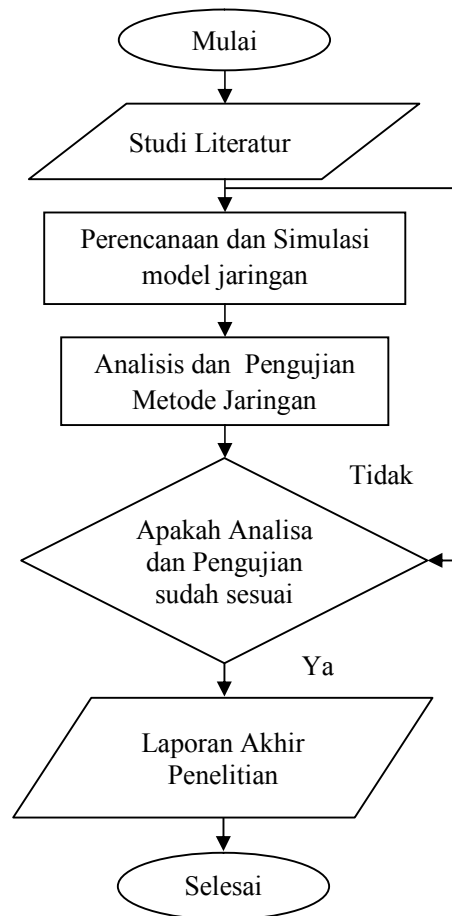 Mulai
Studi Literatur
Perencanaan dan Simulasi
model jaringan
Analisis dan Pengujian
Metode Jaringan
Tidak
Apakah Analisa
dan Pengujian
sudah sesuai
Ya
Laporan Akhir
Penelitian
Selesai